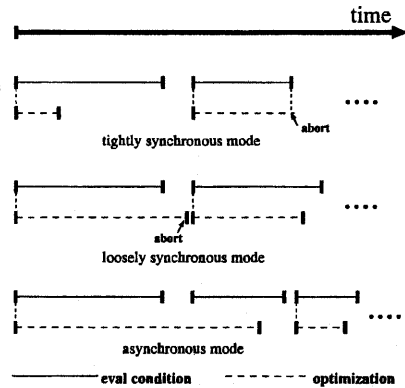 time
abort
tightly synchronous mode
abort
loosely synchronous mode
asynchronous mode
eval condition
optimization